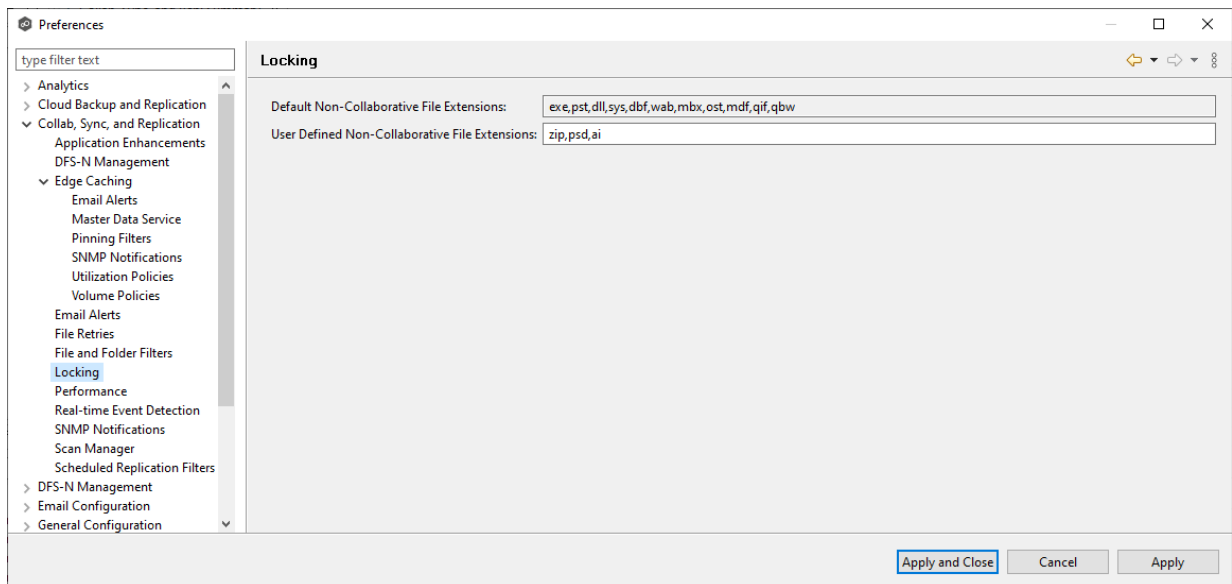 Preferences
type filter text
Analytics
Cloud Backup and Replication
Collab, Sync, and Replication
Application Enhancements
DFS-N Management
Edge Caching
Email Alerts
Master Data Service
Pinning Filters
SNMP Notifications
Utilization Policies
Volume Policies
Email Alerts
File Retries
File and Folder Filters
Locking
Performance
Real-time Event Detection
SNMP Notifications
Scan Manager
Scheduled Replication Filters
DFS-N Management
Email Configuration
General Configuration
Locking
Default Non-Collaborative File Extensions: exe,pst,dll,sys,dbf,wab,mbx,ost,mdf,qif,qbw
User Defined Non-Collaborative File Extensions: zip,psd,ai
Apply and Close Cancel Apply